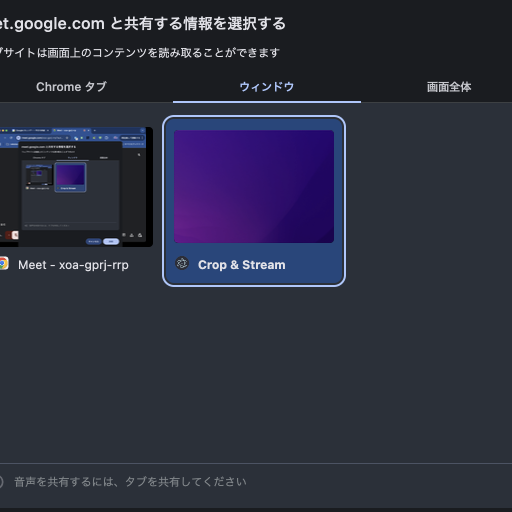 et.google.com と共有する情報を選択する
ブサイトは画面上のコンテンツを読み取ることができます
Chrome タブ
ウィンドウ
画面全体
Meet – xoa-gprj-rrp
Crop & Stream
音声を共有するには、タブを共有してください